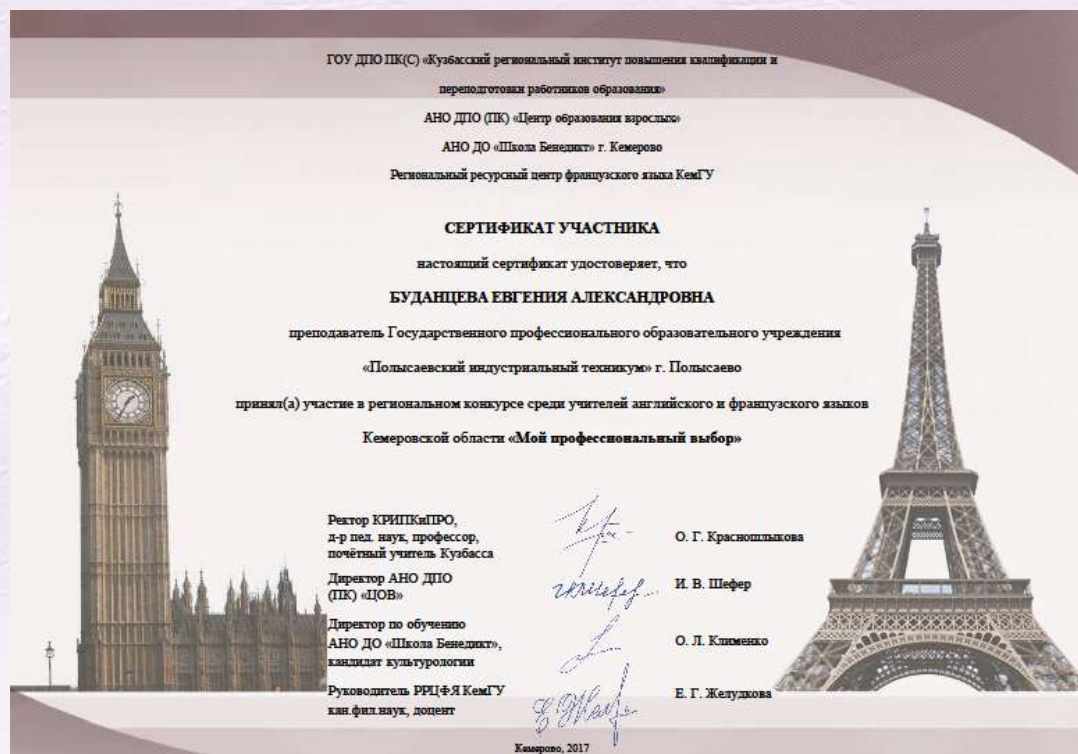 ГОУ ДПО ПК(С) «Кузбасский региональный институт повышения квалификации и
переподготовки работников образования»
АНО ДПО (ПК) «Центр образования взрослых»
АНО ДО «Школа Бенедикт» г. Кемерово
Региональный ресурсный центр французского языка КемГУ
СЕРТИФИКАТ УЧАСТНИКА
настоящий сертификат удостоверяет, что
БУДАНЦЕВА ЕВГЕНИЯ АЛЕКСАНДРОВНА
преподаватель Государственного профессионального образовательного учреждения
«Полысаевский индустриальный техникум» г. Полысаево
принял(а) участие в региональном конкурсе среди учителей английского и французского языков
Кемеровской области «Мой профессиональный выбор»
Ректор КРИПКиПРО,
д-р пед. наук, профессор,
почётный учитель Кузбасса
О. Г. Красношлыкова
Директор АНО ДПО
(ПК) «ЦОВ»
И. В. Шефер
Директор по обучению
АНО ДО «Школа Бенедикт»,
кандидат культурологии
О. Л. Клименко
Руководитель РРЦФЯ КемГУ
кан.фил.наук, доцент
Е. Г. Желудкова
Кемерово, 2017